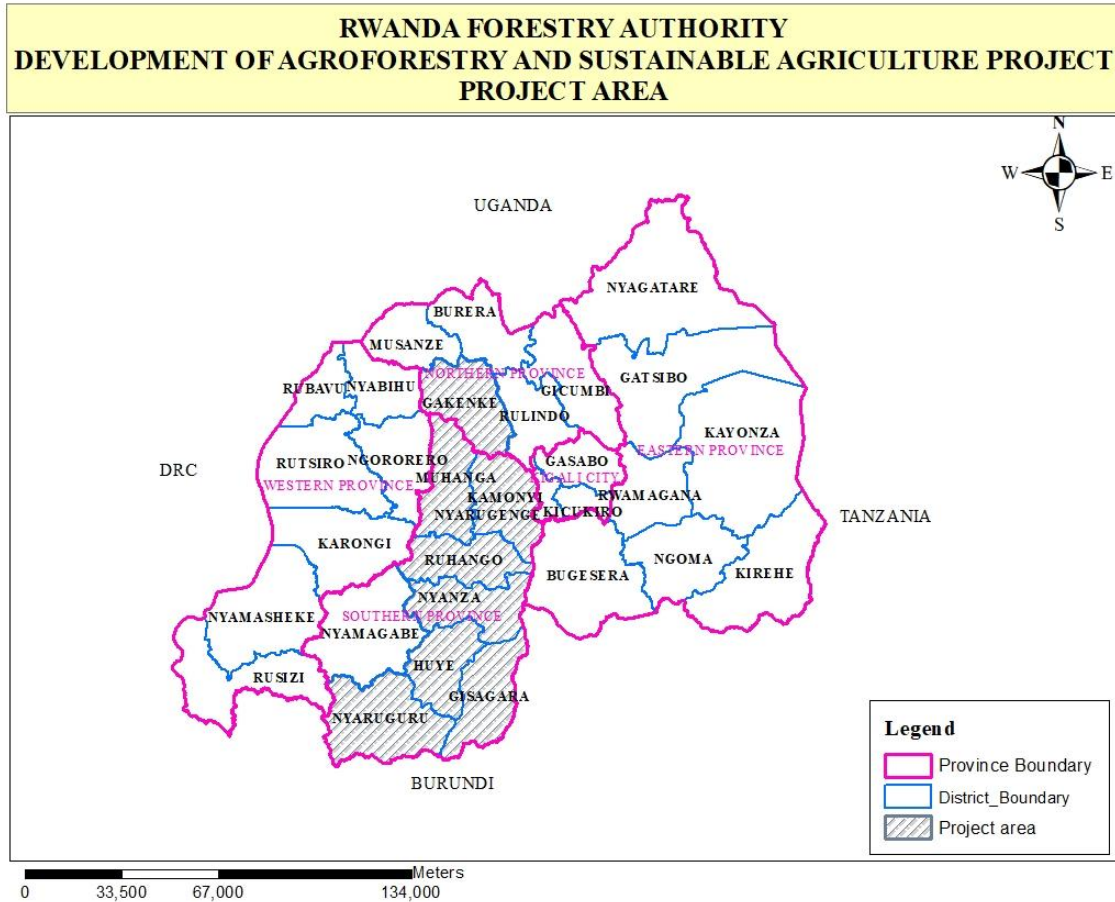 RWANDA FORESTRY AUTHORITY
DEVELOPMENT OF AGROFORESTRY AND SUSTAINABLE AGRICULTURE PROJECT
PROJECT AREA
N
W
E
S
UGANDA
NYAGATARE
BURERA
MUSANZE
NORTHERN PROVINCE
GATSIBO
RUBAVU
NYABIHU
GICUMBI
GAKENKE
RULINDO
KAYONZA
EASTERN PROVINCE
NGORORERO
GASABO
RUTSIRO
DRC
MUHANGA
IGALI CITY
WESTERN PROVINCE
KAMONYI
RWAMAGANA
NYARUGENGE
KICUKIRO
TANZANIA
KARONGI
RUHANGO
NGOMA
BUGESERA
KIREHE
NYANZA
NYAMASHEKE
SOUTHERN PROVINCE
NYAMAGABE
HUYE
RUSIZI
GISAGARA
NYARUGURU
BURUNDI
Legend
Province Boundary
District_Boundary
Project area
Meters
0 33,500 67,000 134,000